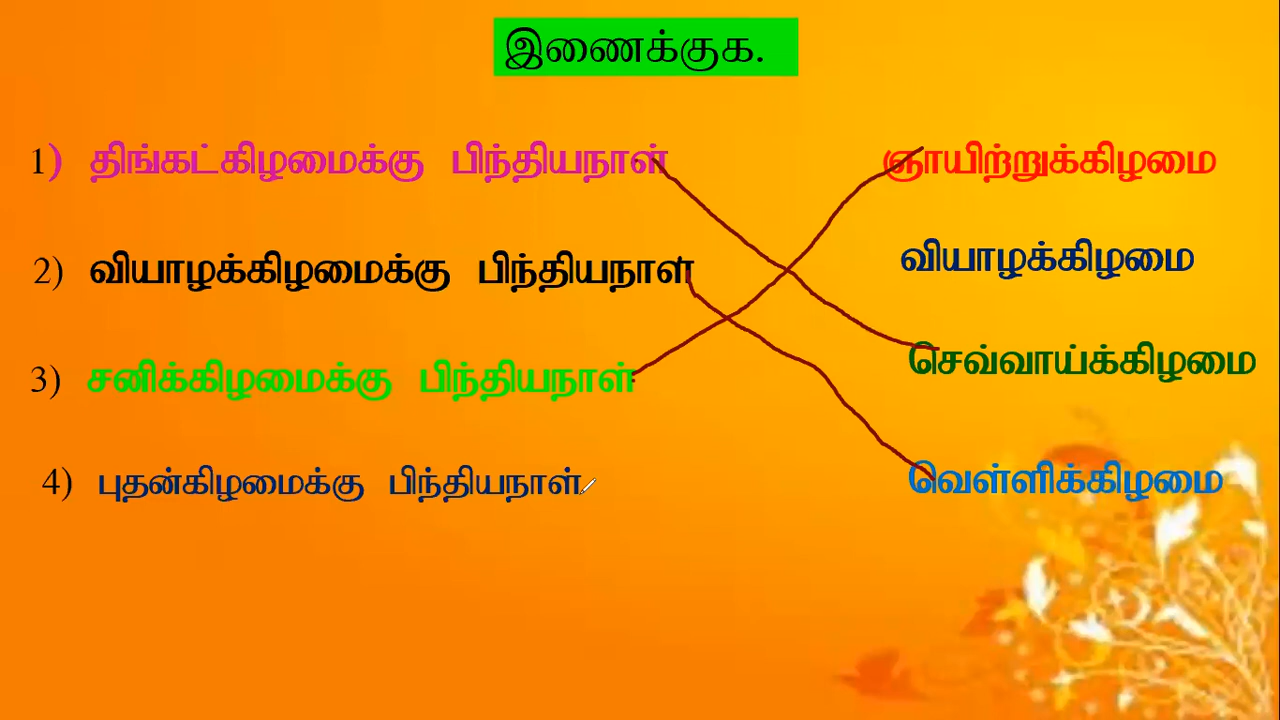 இணைக்குக.
1) திங்கட்கிழமைக்கு பிந்தியநாள்
ஞாயிற்றுக்கிழமை
2) வியாழக்கிழமைக்கு பிந்தியநாள்
வியாழக்கிழமை
3) சனிக்கிழமைக்கு பிந்தியநாள்
செவ்வாய்க்கிழமை
4) புதன்கிழமைக்கு பிந்தியநாள்
வெள்ளிக்கிழமை